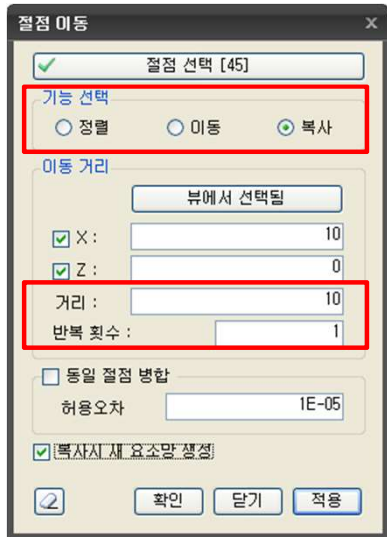 절점 이동 x
절점 선택 [45]
기능 선택
정렬 이동 복사
이동 거리
뷰에서 선택됨
X : 10
Z : 0
거리 : 10
반복 횟수 : 1
동일 절점 병합
허용오차 1E-05
복사시 새 요소망 생성
확인 닫기 적용